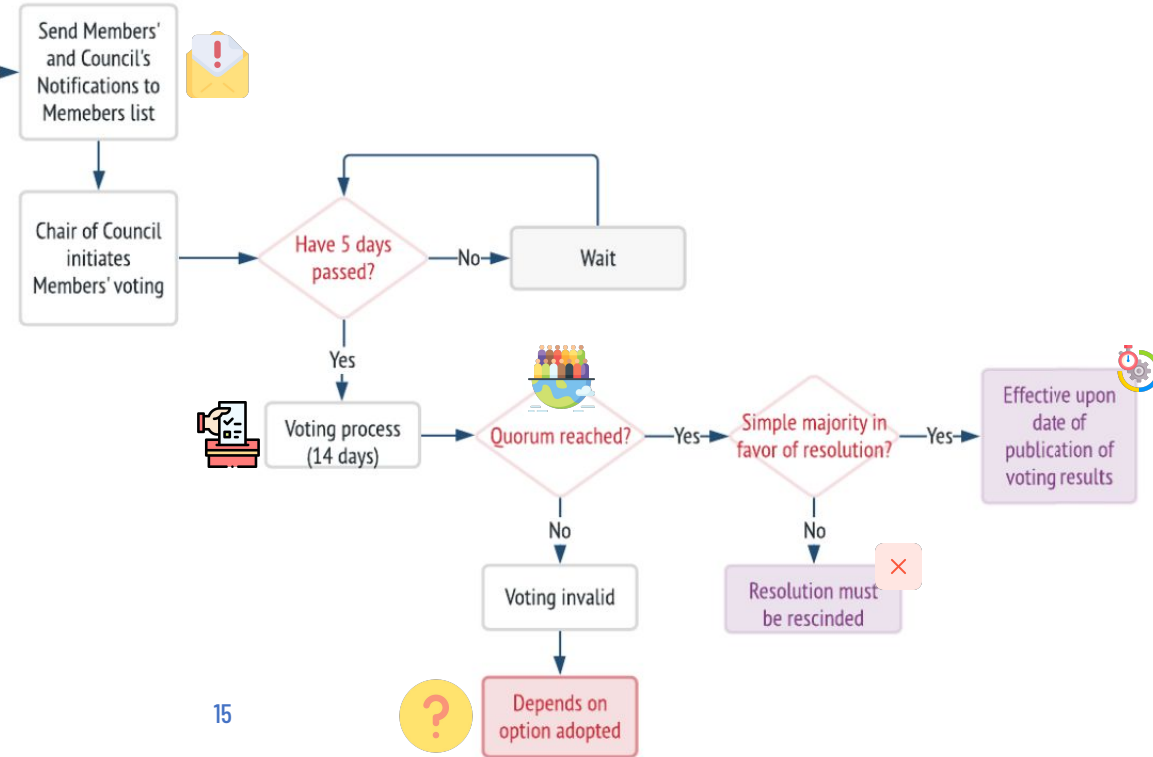 Send Members'
and Council's
Notifications to
Memebers list
Chair of Council
initiates
Members' voting
Have 5 days
passed?
No
Wait
Yes
Voting process
(14 days)
Quorum reached?
Yes
Simple majority in
favor of resolution?
Yes
Effective upon
date of
publication of
voting results
No
Voting invalid
No
Resolution must
be rescinded
Depends on
option adopted
15